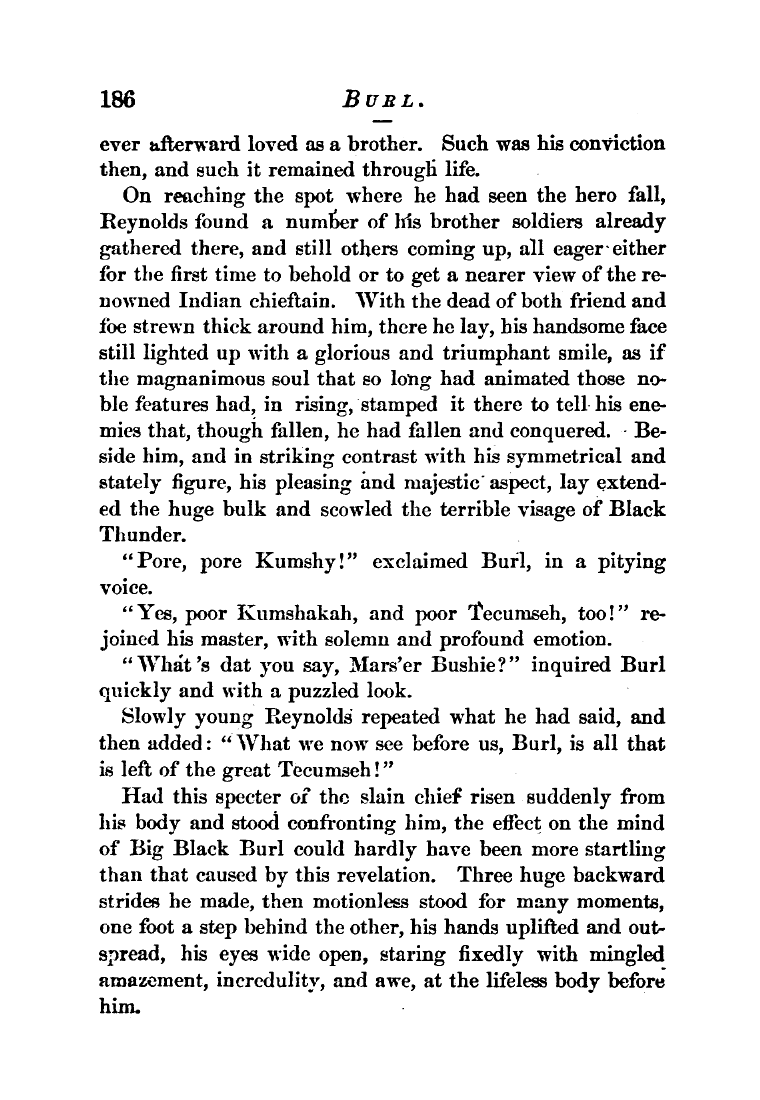 186 BURL.
ever afterward loved as a brother. Such was his conviction
then, and such it remained through life.
On reaching the spot where he had seen the hero fall,
Reynolds found a number of his brother soldiers already
gathered there, and still others coming up, all eager either
for the first time to behold or to get a nearer view of the re-
nowned Indian chieftain. With the dead of both friend and
foe strewn thick around him, there he lay, his handsome face
still lighted up with a glorious and triumphant smile, as if
the magnanimous soul that so long had animated those no-
ble features had, in rising, stamped it there to tell his ene-
mies that, though fallen, he had fallen and conquered. Be-
side him, and in striking contrast with his symmetrical and
stately figure, his pleasing and majestic aspect, lay extend-
ed the huge bulk and scowled the terrible visage of Black
Thunder.
"Pore, pore Kumshy!" exclaimed Burl, in a pitying
voice.
"Yes, poor Kumshakah, and poor Tecumseh, too!" re-
joined his master, with solemn and profound emotion.
"What's dat you say, Mars'er Bushie?" inquired Burl
quickly and with a puzzled look.
Slowly young Reynolds repeated what he had said, and
then added: "What we now see before us, Burl, is all that
is left of the great Tecumseh!"
Had this specter of the slain chief risen suddenly from
his body and stood confronting him, the effect on the mind
of Big Black Burl could hardly have been more startling
than that caused by this revelation. Three huge backward
strides he made, then motionless stood for many moments,
one foot a step behind the other, his hands uplifted and out-
spread, his eyes wide open, staring fixedly with mingled
amazement, incredulity, and awe, at the lifeless body before
him.